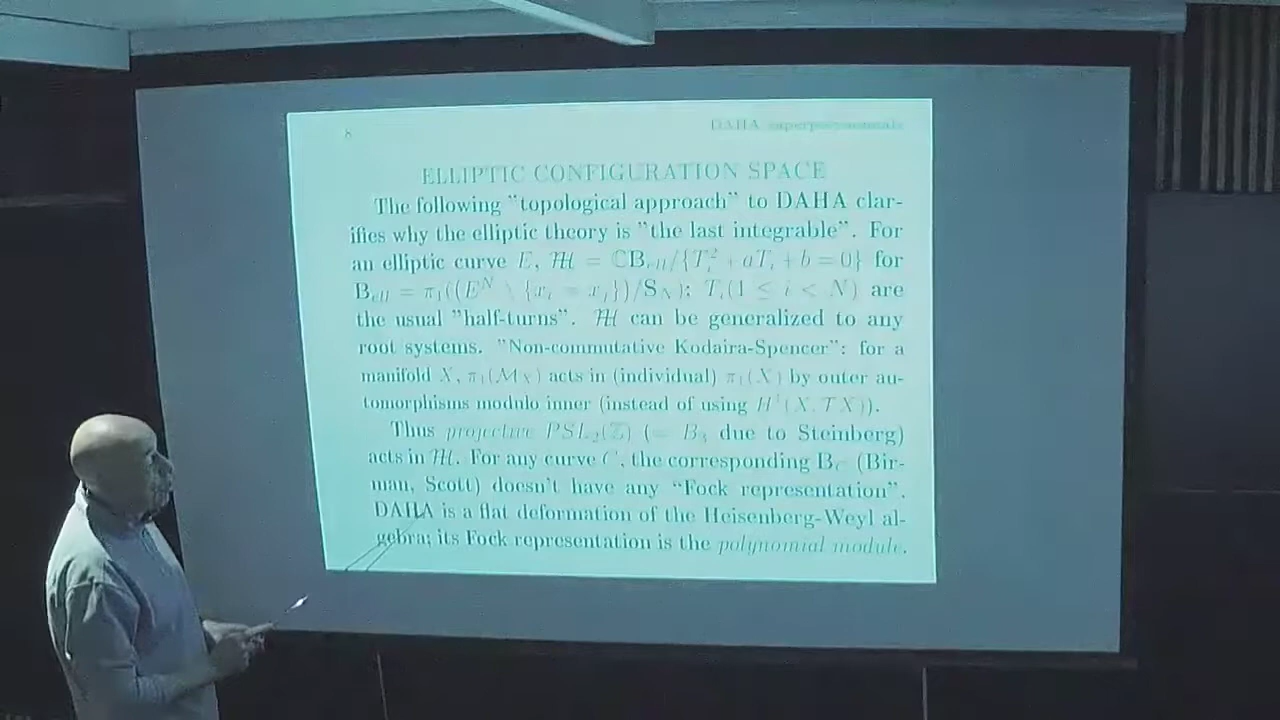 8 DAHA superpolynomials
ELLIPTIC CONFIGURATION SPACE
The following "topological approach" to DAHA clar-
ifies why the elliptic theory is "the last integrable". For
an elliptic curve E, ℋℋ = ℂB_ell/{T_i^2 + aT_i + b = 0} for
B_ell = π_1((E^N \ {x_i = x_j})/S_N); T_i(1 ≤ i < N) are
the usual "half-turns". ℋℋ can be generalized to any
root systems. "Non-commutative Kodaira-Spencer": for a
manifold X, π_1(ℳ_X) acts in (individual) π_1(X) by outer au-
tomorphisms modulo inner (instead of using H^1(X, TX)).
Thus projective PSL_2(ℤ) (= B_3 due to Steinberg)
acts in ℋℋ. For any curve C, the corresponding B_C (Bir-
man, Scott) doesn't have any “Fock representation”.
DAHA is a flat deformation of the Heisenberg-Weyl al-
gebra; its Fock representation is the polynomial module.